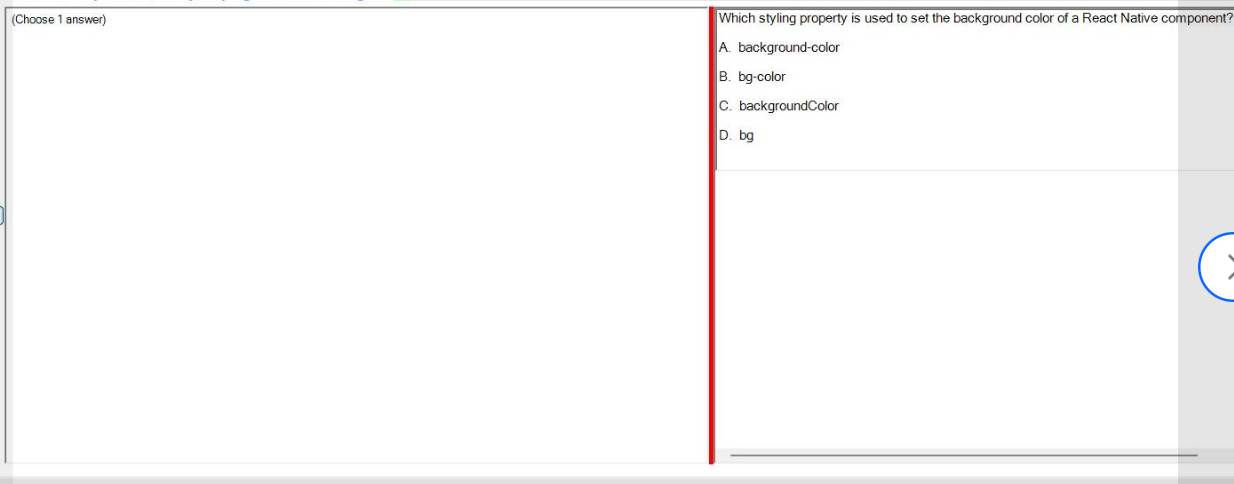 (Choose 1 answer)
Which styling property is used to set the background color of a React Native component?
A. background-color
B. bg-color
C. backgroundColor
D. bg